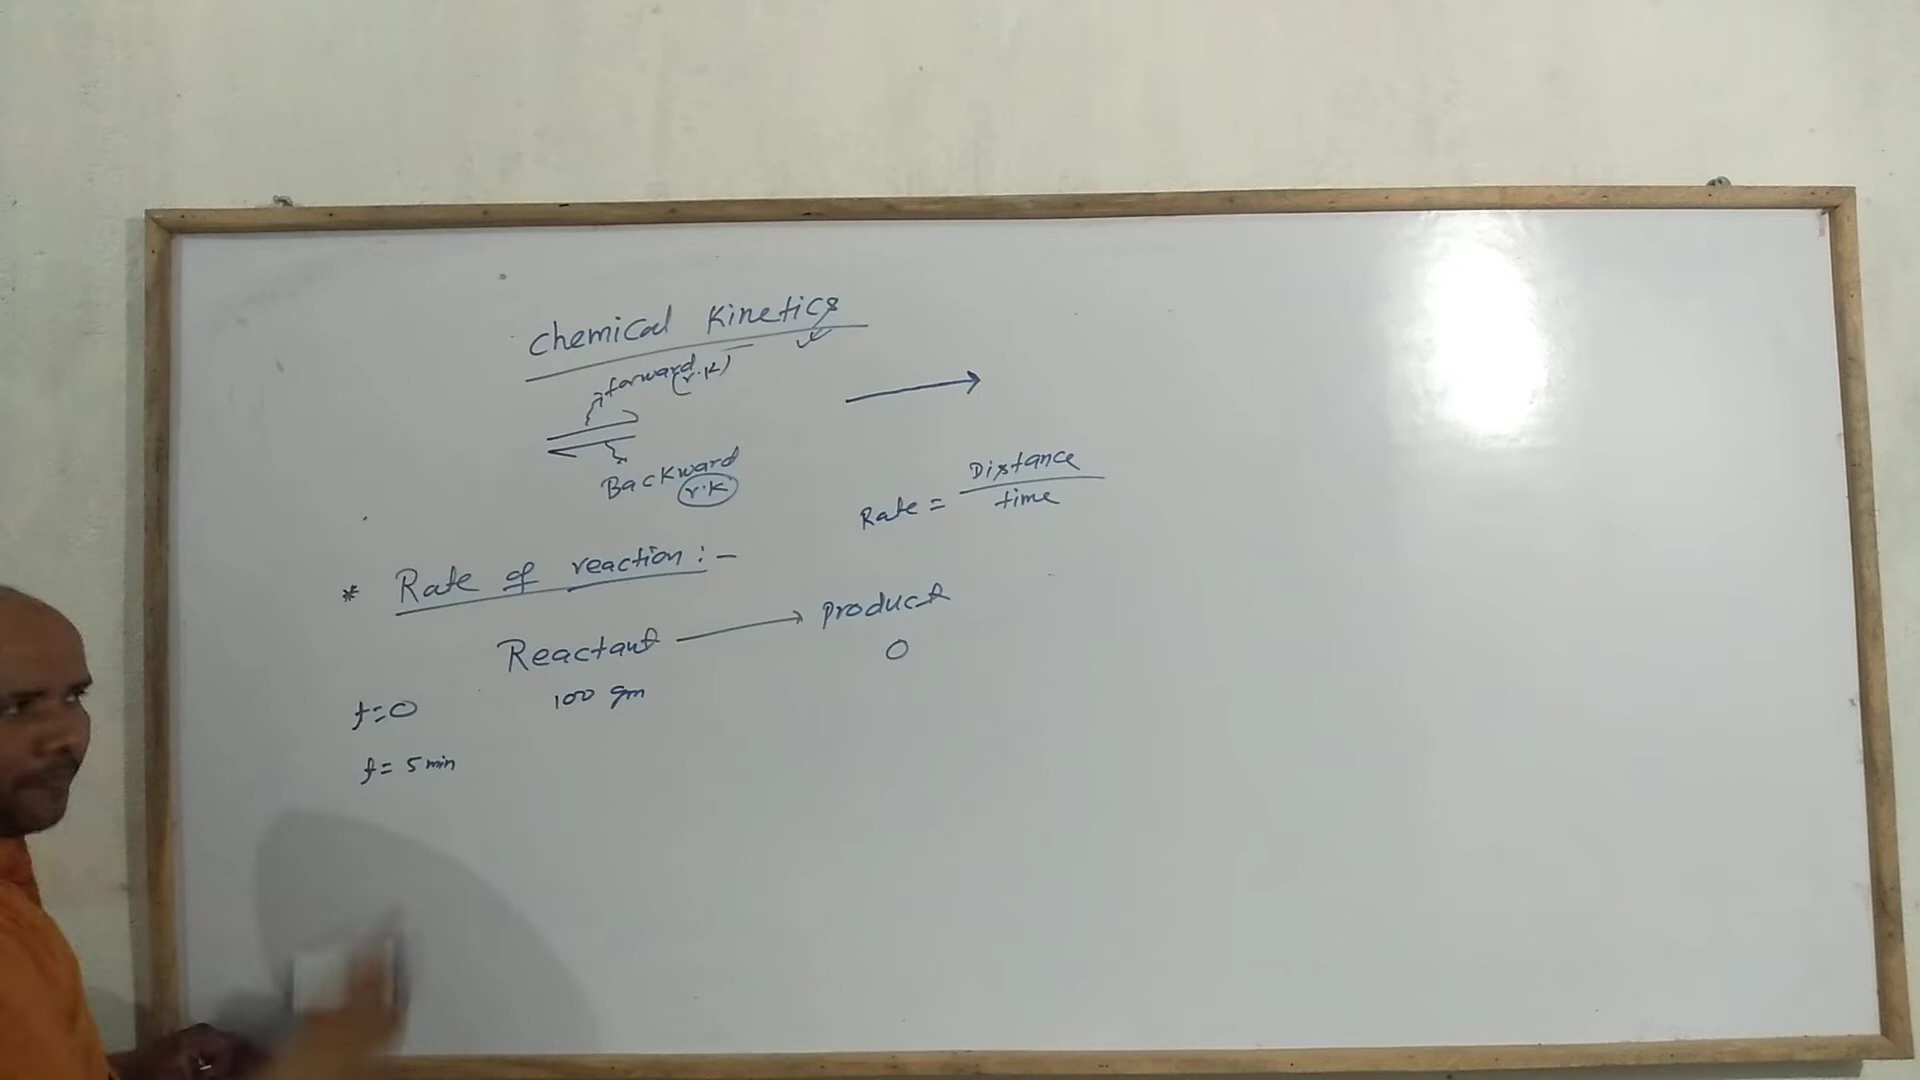 Chemical Kinetics
forward (r.k)
Backward
r.k
Rate = Distance / time
* Rate of reaction :-
Reactant → product
t=0 100 gm 0
t= 5 min